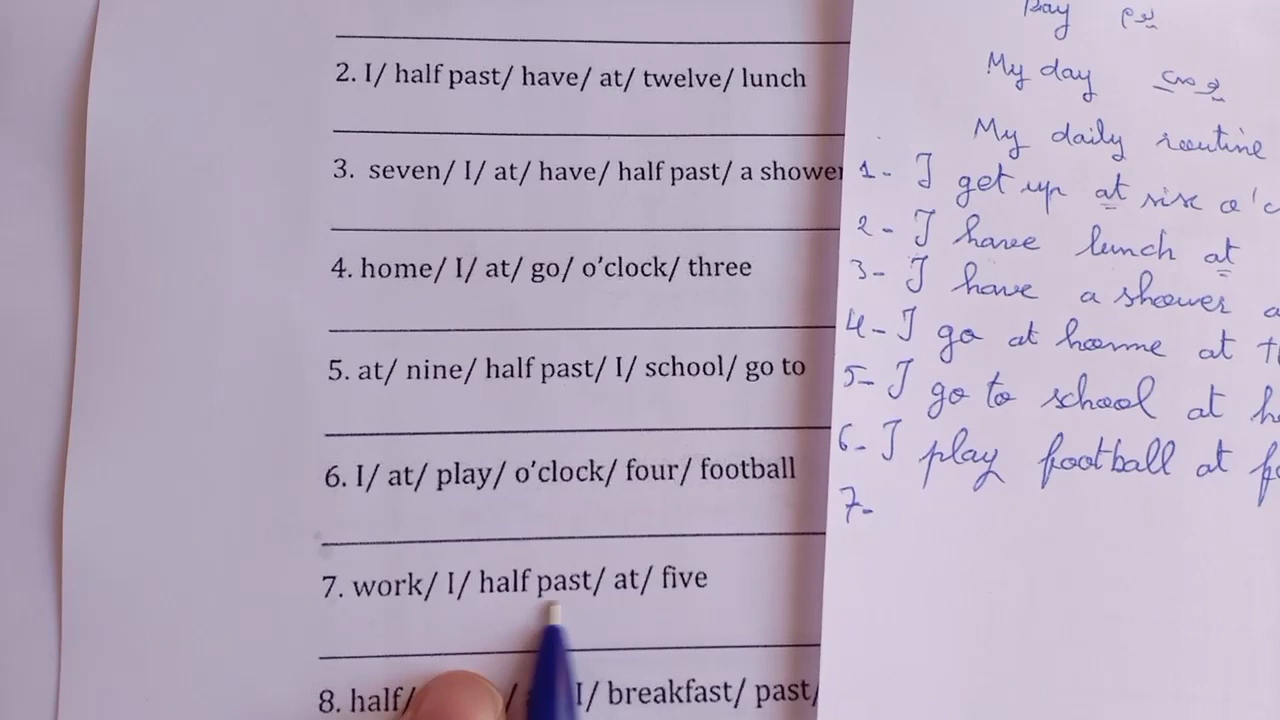 2. I/ half past/ have/ at/ twelve/ lunch
3. seven/ I/ at/ have/ half past/ a shower
4. home/ I/ at/ go/ o'clock/ three
5. at/ nine/ half past/ I/ school/ go to
6. I/ at/ play/ o'clock/ four/ football
7. work/ I/ half past/ at/ five
8. half/ I/ breakfast/ past/
Day يوم
My day
My daily routine
1- I get up at six o'c
2- I have lunch at
3- I have a shower a
4- I go at home at t
5- I go to school at h
6- I play football at fo
7-